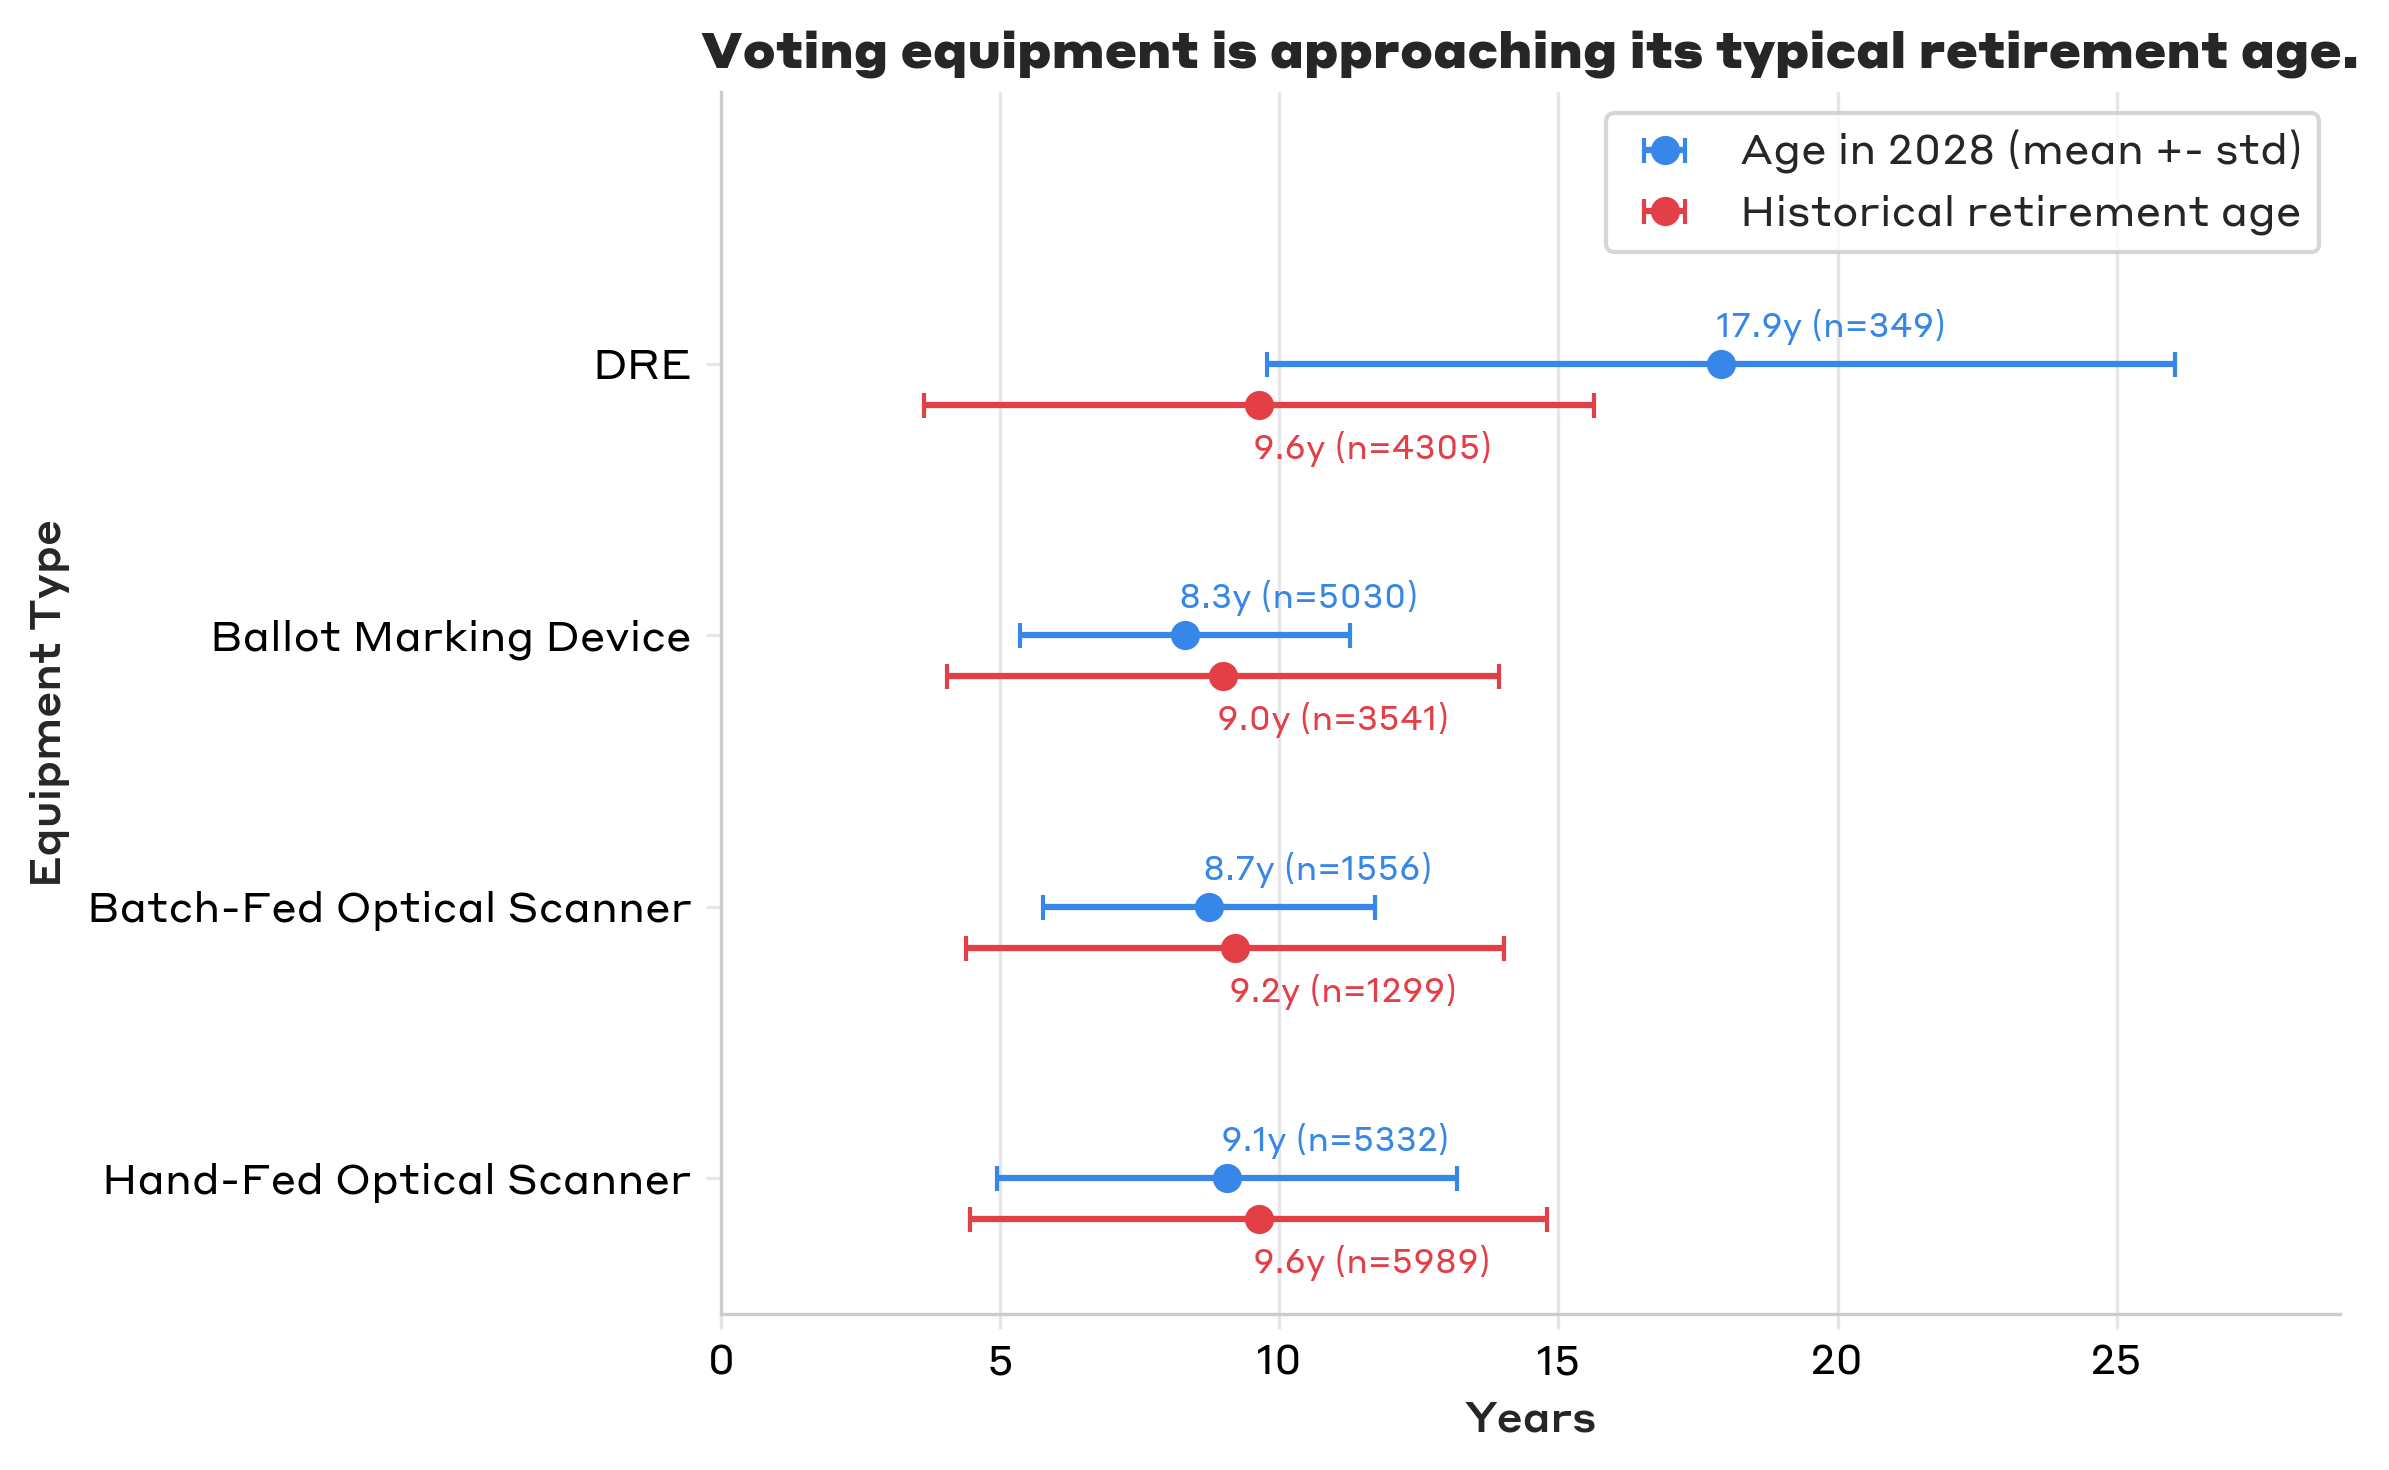 Voting equipment is approaching its typical retirement age.
Age in 2028 (mean +- std)
Historical retirement age
17.9y (n=349)
DRE
9.6y (n=4305)
8.3y (n=5030)
Ballot Marking Device
9.0y (n=3541)
Equipment Type
8.7y (n=1556)
Batch-Fed Optical Scanner
9.2y (n=1299)
9.1y (n=5332)
Hand-Fed Optical Scanner
9.6y (n=5989)
0 5 10 15 20 25
Years